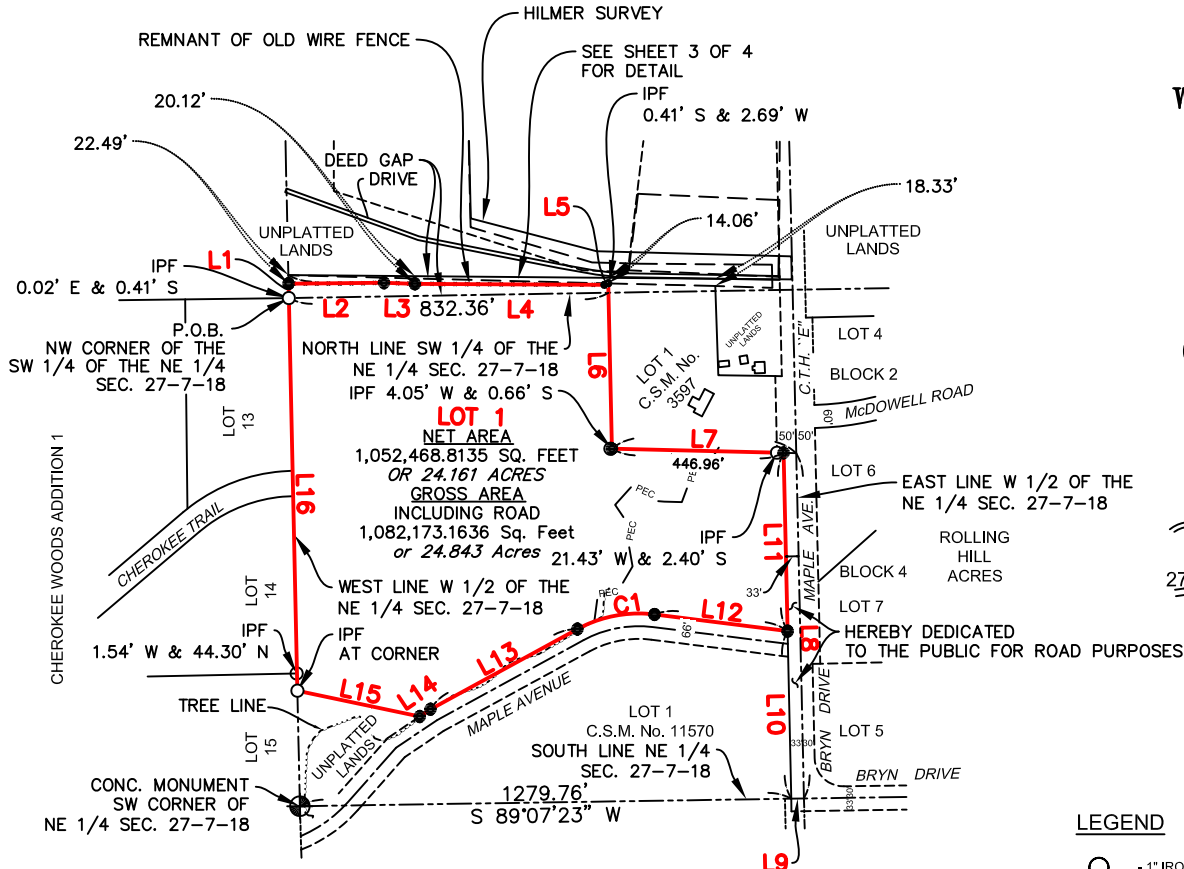 HILMER SURVEY
REMNANT OF OLD WIRE FENCE
SEE SHEET 3 OF 4
FOR DETAIL
W
20.12'
IPF
0.41' S & 2.69' W
22.49'
DEED GAP
DRIVE
18.33'
L5
14.06'
UNPLATTED
LANDS
UNPLATTED
LANDS
L1
IPF
0.02' E & 0.41' S
L2
L3
832.36'
L4
P.O.B.
NW CORNER OF THE
SW 1/4 OF THE NE 1/4
SEC. 27-7-18
NORTH LINE SW 1/4 OF THE
NE 1/4 SEC. 27-7-18
L6
LOT 1
C.S.M. No.
3597
UNPLATTED
LANDS
C.T.H. "E"
LOT 4
BLOCK 2
McDOWELL ROAD
60'
IPF 4.05' W & 0.66' S
LOT 13
LOT 1
NET AREA
1,052,468.8135 SQ. FEET
OR 24.161 ACRES
GROSS AREA
INCLUDING ROAD
1,082,173.1636 Sq. Feet
or 24.843 Acres
L7
446.96'
50'
50'
LOT 6
EAST LINE W 1/2 OF THE
NE 1/4 SEC. 27-7-18
PEC
PEC
PEC
PEC
IPF
21.43' W & 2.40' S
L16
L11
MAPLE AVE.
ROLLING
HILL
ACRES
CHEROKEE WOODS ADDITION 1
CHEROKEE TRAIL
BLOCK 4
27
33'
LOT 14
WEST LINE W 1/2 OF THE
NE 1/4 SEC. 27-7-18
C1
L12
LOT 7
66'
L8
HEREBY DEDICATED
TO THE PUBLIC FOR ROAD PURPOSES
IPF
1.54' W & 44.30' N
IPF
AT CORNER
L13
L15
L14
MAPLE AVENUE
TREE LINE
UNPLATTED
LANDS
LOT 15
LOT 1
C.S.M. No. 11570
SOUTH LINE NE 1/4
SEC. 27-7-18
L10
BRYN DRIVE
LOT 5
33'
30'
BRYN DRIVE
33'
30'
CONC. MONUMENT
SW CORNER OF
NE 1/4 SEC. 27-7-18
1279.76'
S 89°07'23" W
L9
LEGEND
- 1" IRO